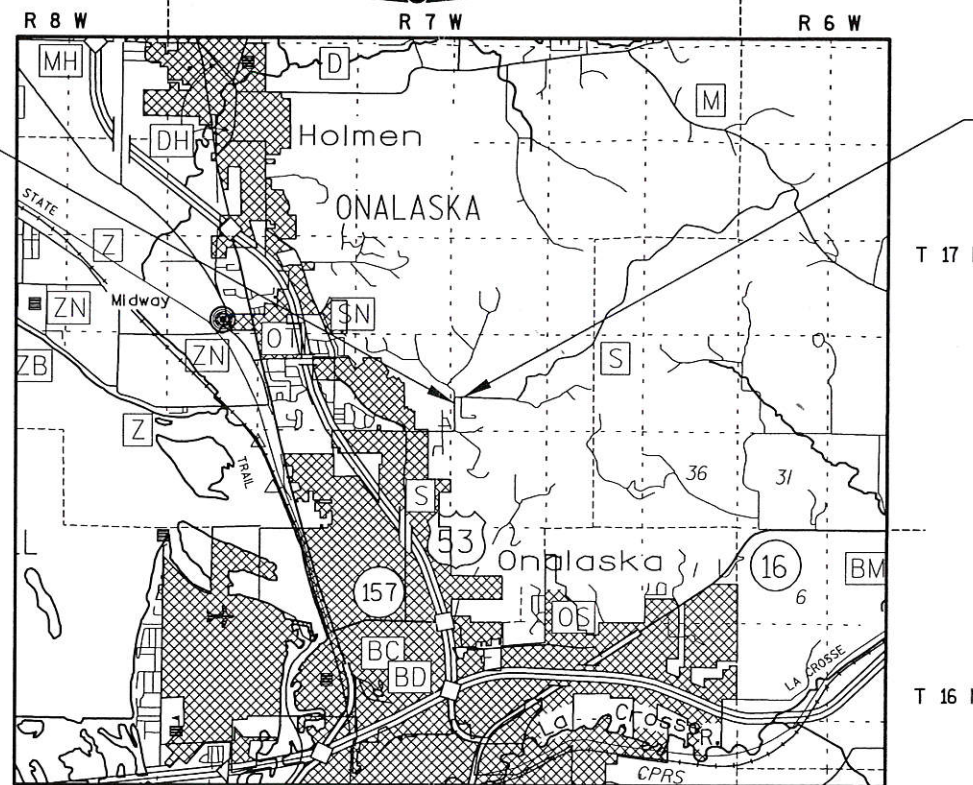 R 8 W R 7 W R 6 W
MH
D
M
DH
Holmen
STATE
ONALASKA
T 17
Z
ZN
Midway
SN
OT
ZN
S
ZB
Z
TRAIL
36
31
S
53
L
Onalaska
1
16
BM
157
6
OS
BC
BD
LA CROSSE
T 16
La Crosse R.
CPRS